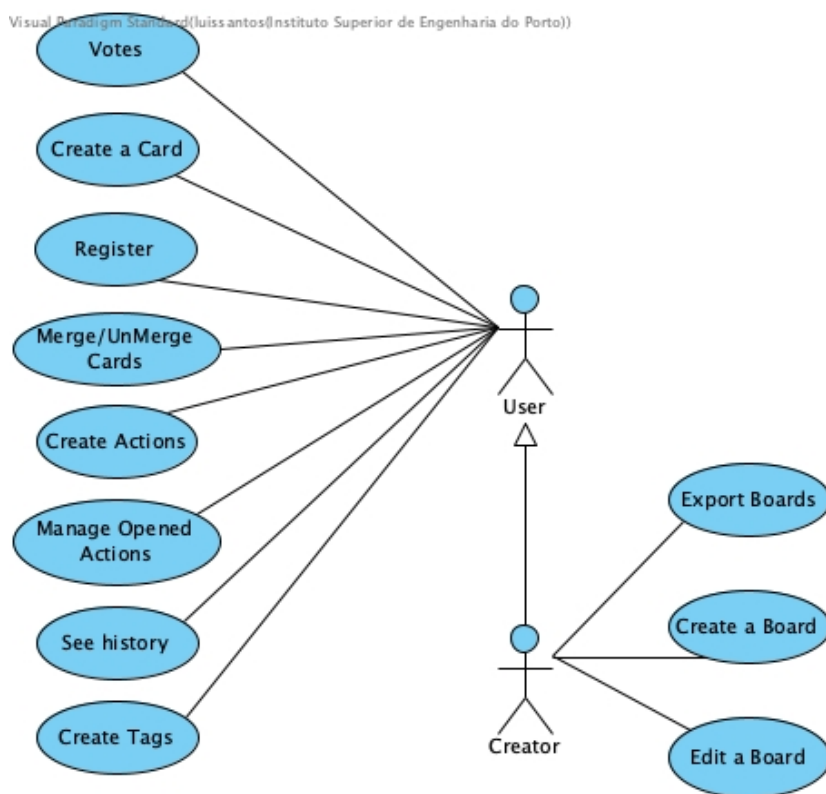 Visual Paradigm Standard(luissantos(Instituto Superior de Engenharia do Porto))
Votes
Create a Card
Register
Merge/UnMerge
Cards
Create Actions
Manage Opened
Actions
See history
Create Tags
User
Creator
Export Boards
Create a Board
Edit a Board